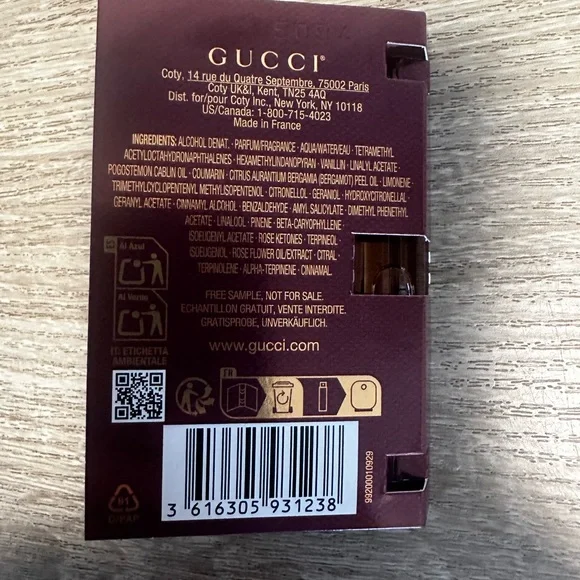 GUCCI®
Coty, 14 rue du Quatre Septembre, 75002 Paris
Coty UK&I, Kent, TN25 4AQ
Dist. for/pour Coty Inc., New York, NY 10118
US/Canada: 1-800-715-4023
Made in France
INGREDIENTS: ALCOHOL DENAT. · PARFUM/FRAGRANCE · AQUA/WATER/EAU · TETRAMETHYL
ACETYLOCTAHYDRONAPHTHALENES · HEXAMETHYLINDANOPYRAN · VANILLIN · LINALYL ACETATE ·
POGOSTEMON CABLIN OIL · COUMARIN · CITRUS AURANTIUM BERGAMIA (BERGAMOT) PEEL OIL · LIMONENE ·
TRIMETHYLCYCLOPENTENYL METHYLISOPENTENOL · CITRONELLOL · GERANIOL · HYDROXYCITRONELLAL ·
GERANYL ACETATE · CINNAMYL ALCOHOL · BENZALDEHYDE · AMYL SALICYLATE · DIMETHYL PHENETHYL
ACETATE · LINALOOL · PINENE · BETA-CARYOPHYLLENE ·
ISOEUGENYL ACETATE · ROSE KETONES · TERPINEOL ·
ISOEUGENOL · ROSE FLOWER OIL/EXTRACT · CITRAL ·
TERPINOLENE · ALPHA-TERPINENE · CINNAMAL.
ES
Al Azul
Al Verde
IT: ETICHETTA
AMBIENTALE
FREE SAMPLE, NOT FOR SALE.
ECHANTILLON GRATUIT, VENTE INTERDITE.
GRATISPROBE, UNVERKÄUFLICH.
www.gucci.com
FR
3 616305 931238
99200010929